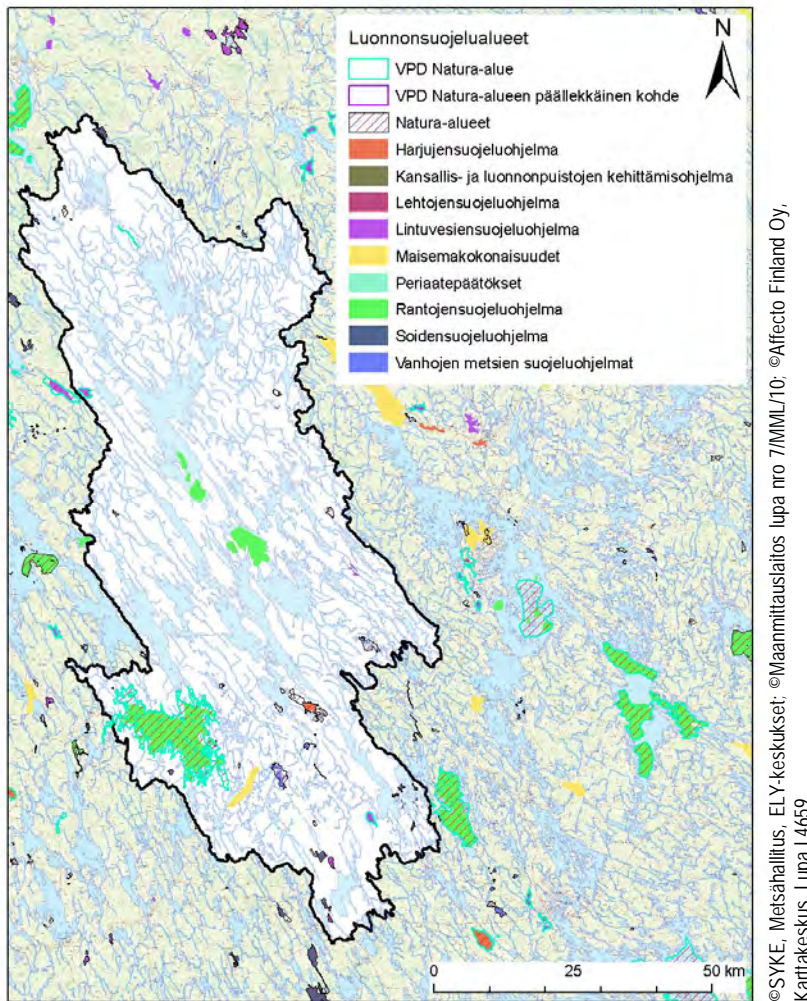 Luonnonsuojelualueet
N
VPD Natura-alue
VPD Natura-alueen päällekkäinen kohde
Natura-alueet
Harjujensuojeluohjelma
Kansallis- ja luonnonpuistojen kehittämisohjelma
Lehtojensuojeluohjelma
Lintuvesiensuojeluohjelma
Maisemakokonaisuudet
Periaatepäätökset
Rantojensuojeluohjelma
Soidensuojeluohjelma
Vanhojen metsien suojeluohjelmat
0 25 50 km
©SYKE, Metsähallitus, ELY-keskukset; ©Maanmittauslaitos lupa nro 7/MML/10; ©Affecto Finland Oy,
Karttakeskus, Lupa L4659